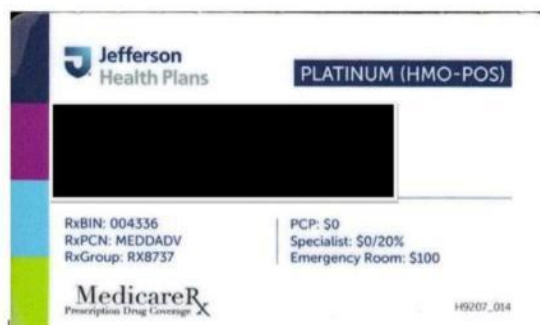 Jefferson
Health Plans
PLATINUM (HMO-POS)
RxBIN: 004336
RxPCN: MEDDADV
RxGroup: RX8737
PCP: $0
Specialist: $0/20%
Emergency Room: $100
MedicareRx
Prescription Drug Coverage
H9207_014